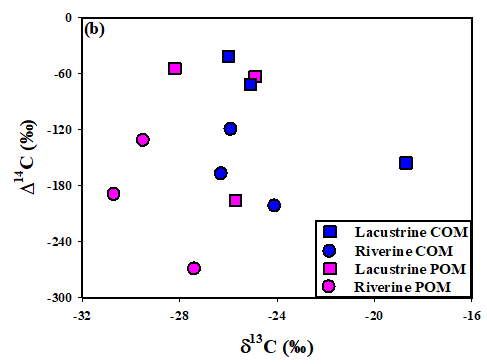 (b)
0
-60
-120
-180
-240
-300
Δ14C (‰)
-32
-28
-24
-20
-16
δ13C (‰)
Lacustrine COM
Riverine COM
Lacustrine POM
Riverine POM